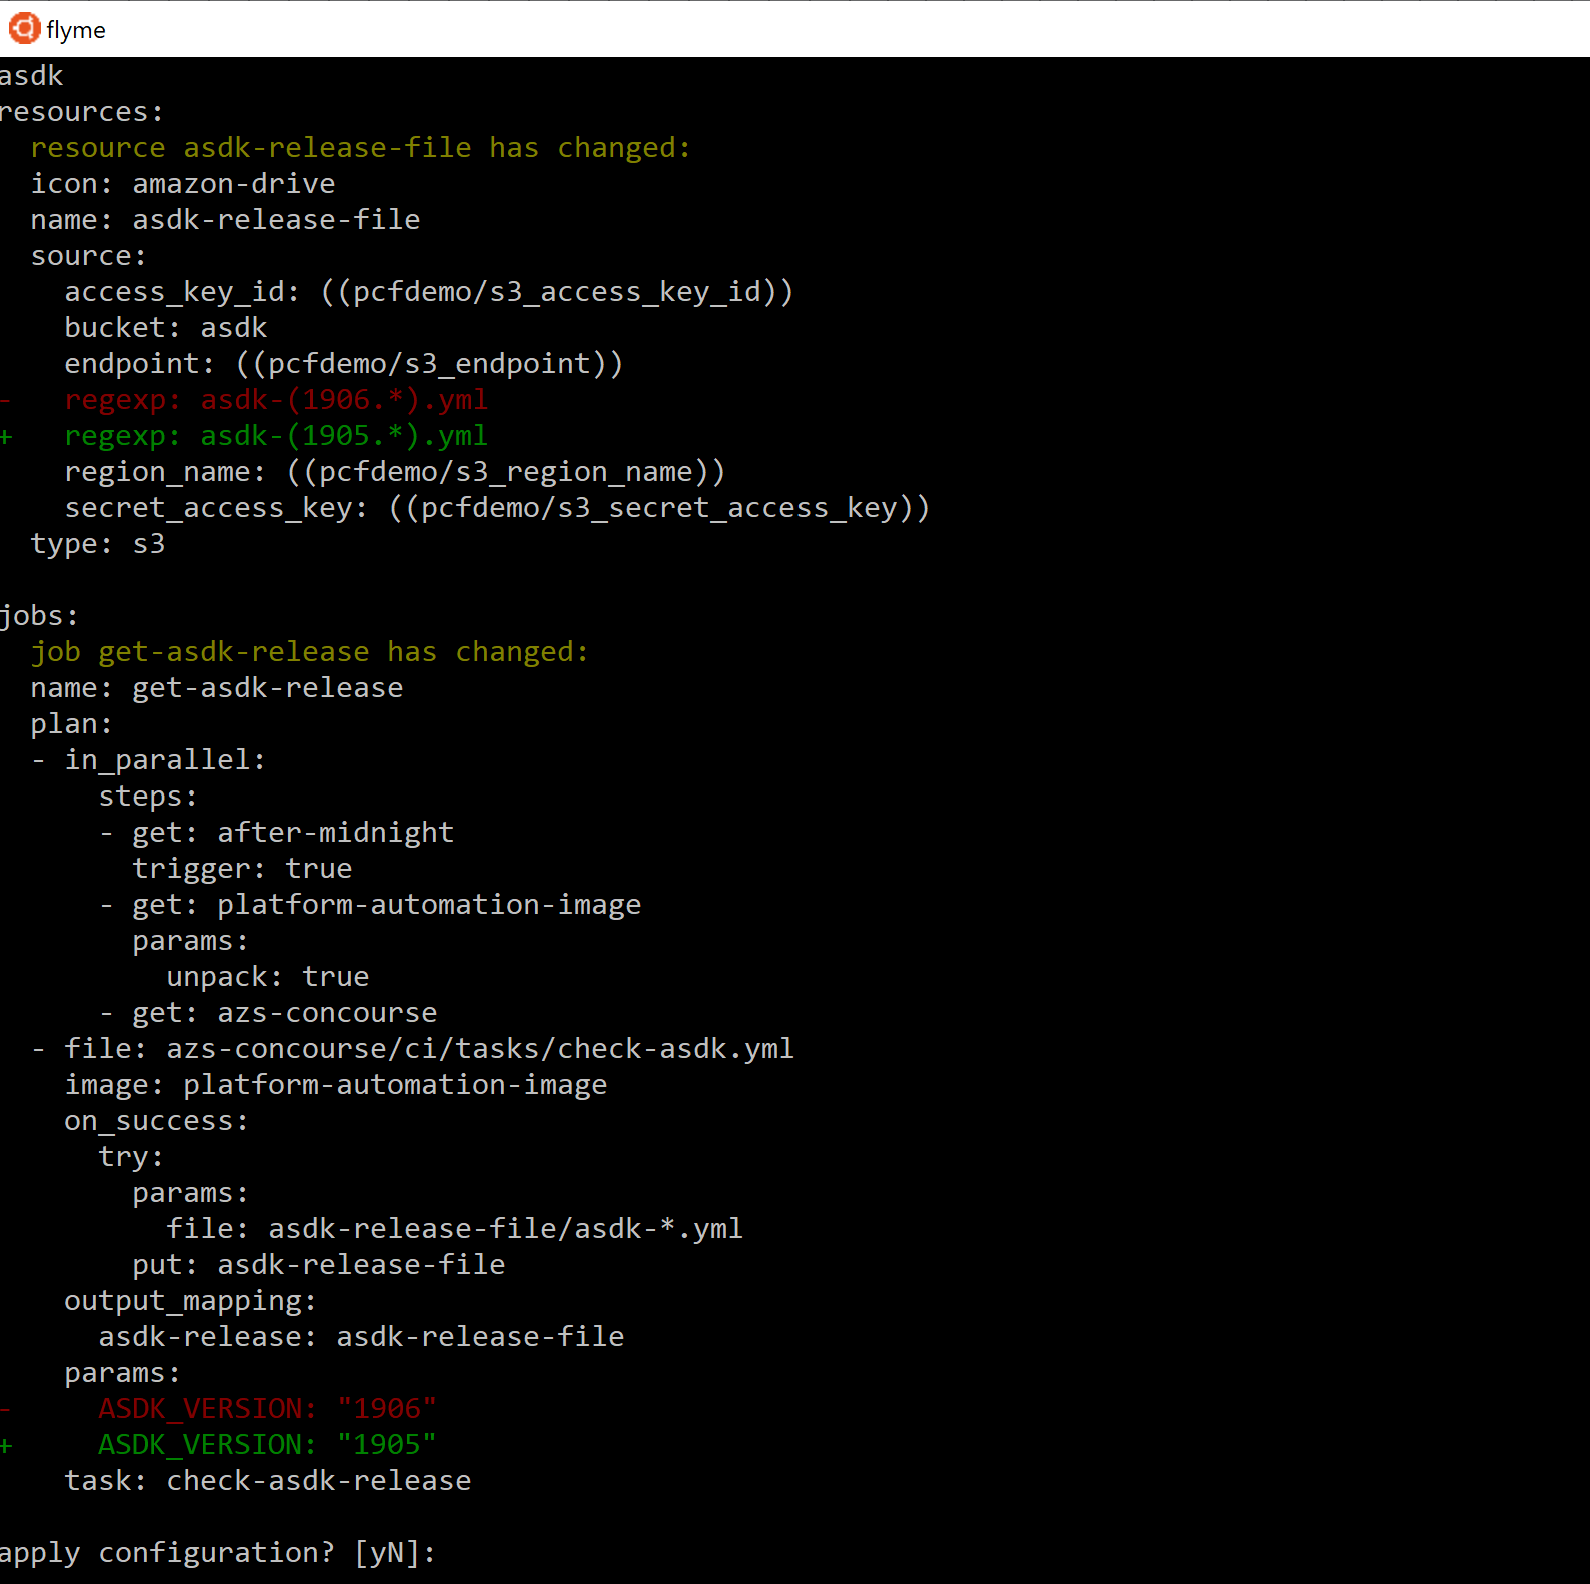 flyme
asdk
resources:
  resource asdk-release-file has changed:
  icon: amazon-drive
  name: asdk-release-file
  source:
    access_key_id: ((pcfdemo/s3_access_key_id))
    bucket: asdk
    endpoint: ((pcfdemo/s3_endpoint))
-   regexp: asdk-(1906.*).yml
+   regexp: asdk-(1905.*).yml
    region_name: ((pcfdemo/s3_region_name))
    secret_access_key: ((pcfdemo/s3_secret_access_key))
  type: s3

jobs:
  job get-asdk-release has changed:
  name: get-asdk-release
  plan:
  - in_parallel:
      steps:
      - get: after-midnight
        trigger: true
      - get: platform-automation-image
        params:
          unpack: true
      - get: azs-concourse
  - file: azs-concourse/ci/tasks/check-asdk.yml
    image: platform-automation-image
    on_success:
      try:
        params:
          file: asdk-release-file/asdk-*.yml
        put: asdk-release-file
    output_mapping:
      asdk-release: asdk-release-file
    params:
-     ASDK_VERSION: "1906"
+     ASDK_VERSION: "1905"
    task: check-asdk-release

apply configuration? [yN]: